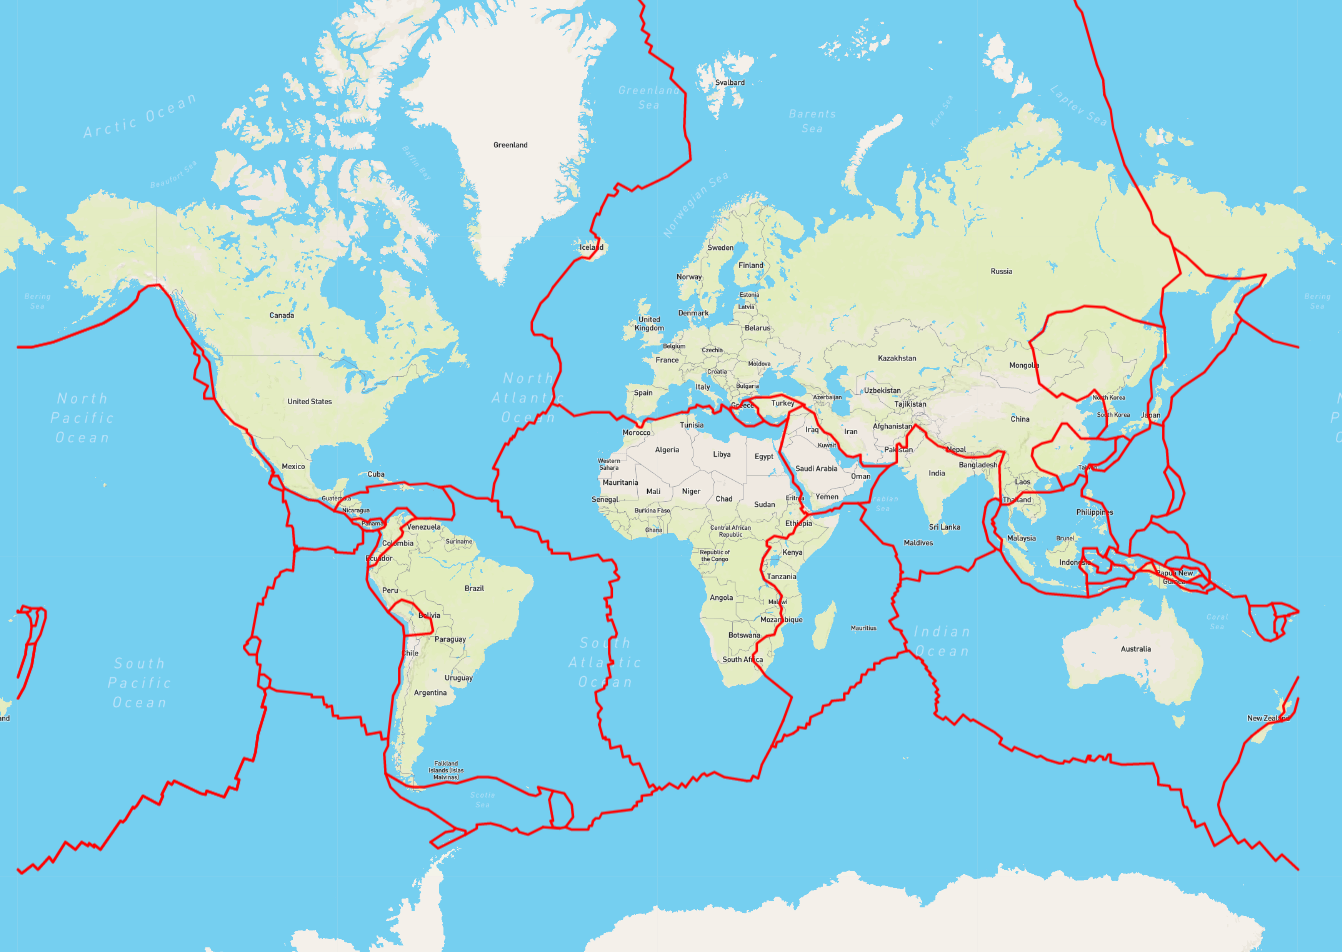 Svalbard
Greenland
Sea
Arctic Ocean
Barents
Sea
Kara Sea
Laptev Sea
Greenland
Beaufort Sea
Baffin Bay
Norwegian Sea
Iceland
Sweden
Finland
Norway
Russia
Bering
Sea
Bering
Sea
Estonia
Latvia
Canada
United
Kingdom
Denmark
Belarus
Belgium
Czechia
France
Moldova
Croatia
Kazakhstan
Mongolia
North
Pacific
Ocean
North
Atlantic
Ocean
Italy
Bulgaria
Spain
Uzbekistan
Azerbaijan
Tajikistan
North Korea
United States
Greece
Turkey
South Korea
Japan
China
Tunisia
Morocco
Iraq
Iran
Afghanistan
Kuwait
Algeria
Libya
Egypt
Pakistan
Nepal
Western
Sahara
Mexico
Cuba
Saudi Arabia
India
Bangladesh
Taiwan
Oman
Mauritania
Laos
Guatemala
Mali
Niger
Chad
Sudan
Eritrea
Yemen
Arabian
Sea
Thailand
Senegal
Nicaragua
Burkina Faso
Philippines
Panama
Venezuela
Ghana
Central African
Republic
Ethiopia
Sri Lanka
Colombia
Suriname
Maldives
Malaysia
Brunei
Republic of
the Congo
Kenya
Ecuador
Indonesia
Tanzania
Papua New
Guinea
Peru
Brazil
Angola
Malawi
Bolivia
Mozambique
Coral
Sea
Mauritius
Botswana
Paraguay
Indian
Ocean
Australia
Chile
South Africa
South
Pacific
Ocean
South
Atlantic
Ocean
Uruguay
Argentina
New Zealand
Falkland
Islands (Islas
Malvinas)
Scotia
Sea